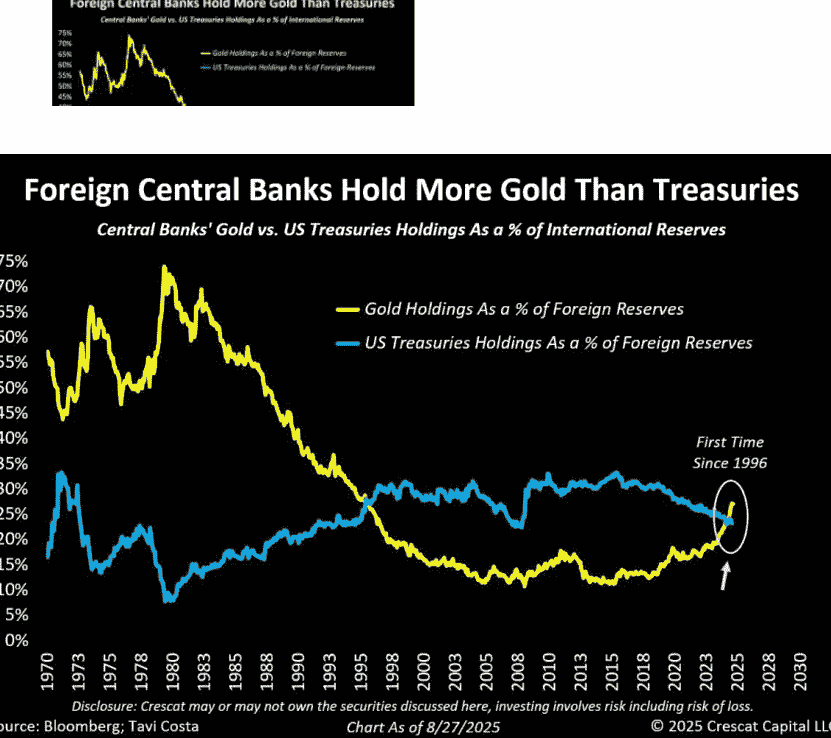 Foreign Central Banks Hold More Gold Than Treasuries
Central Banks' Gold vs. US Treasuries Holdings As a % of International Reserves
75%
70%
65%
60%
55%
50%
45%
Gold Holdings As a % of Foreign Reserves
US Treasuries Holdings As a % of Foreign Reserves
Foreign Central Banks Hold More Gold Than Treasuries
Central Banks' Gold vs. US Treasuries Holdings As a % of International Reserves
75%
70%
65%
60%
55%
50%
45%
40%
35%
30%
25%
20%
15%
10%
5%
0%
Gold Holdings As a % of Foreign Reserves
US Treasuries Holdings As a % of Foreign Reserves
First Time
Since 1996
1970 1973 1975 1978 1980 1983 1985 1988 1990 1993 1995 1998 2000 2003 2005 2008 2010 2013 2015 2018 2020 2023 2025 2028 2030
Disclosure: Crescat may or may not own the securities discussed here, investing involves risk including risk of loss.
ource: Bloomberg; Tavi Costa Chart As of 8/27/2025 © 2025 Crescat Capital LL